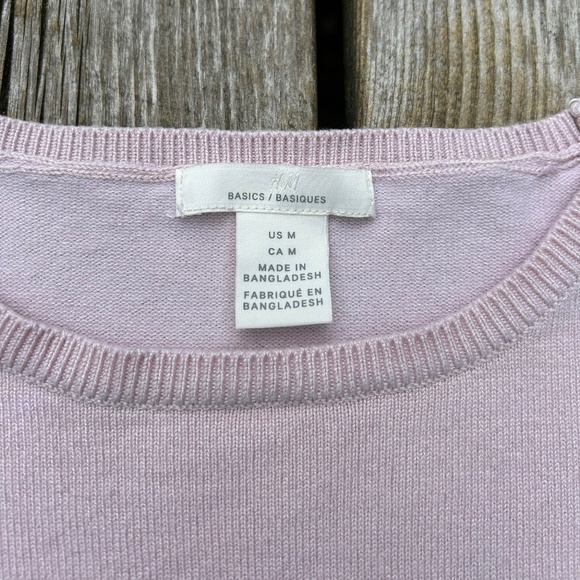 H&M
BASICS / BASIQUES
US M
CA M
MADE IN
BANGLADESH
FABRIQUÉ EN
BANGLADESH